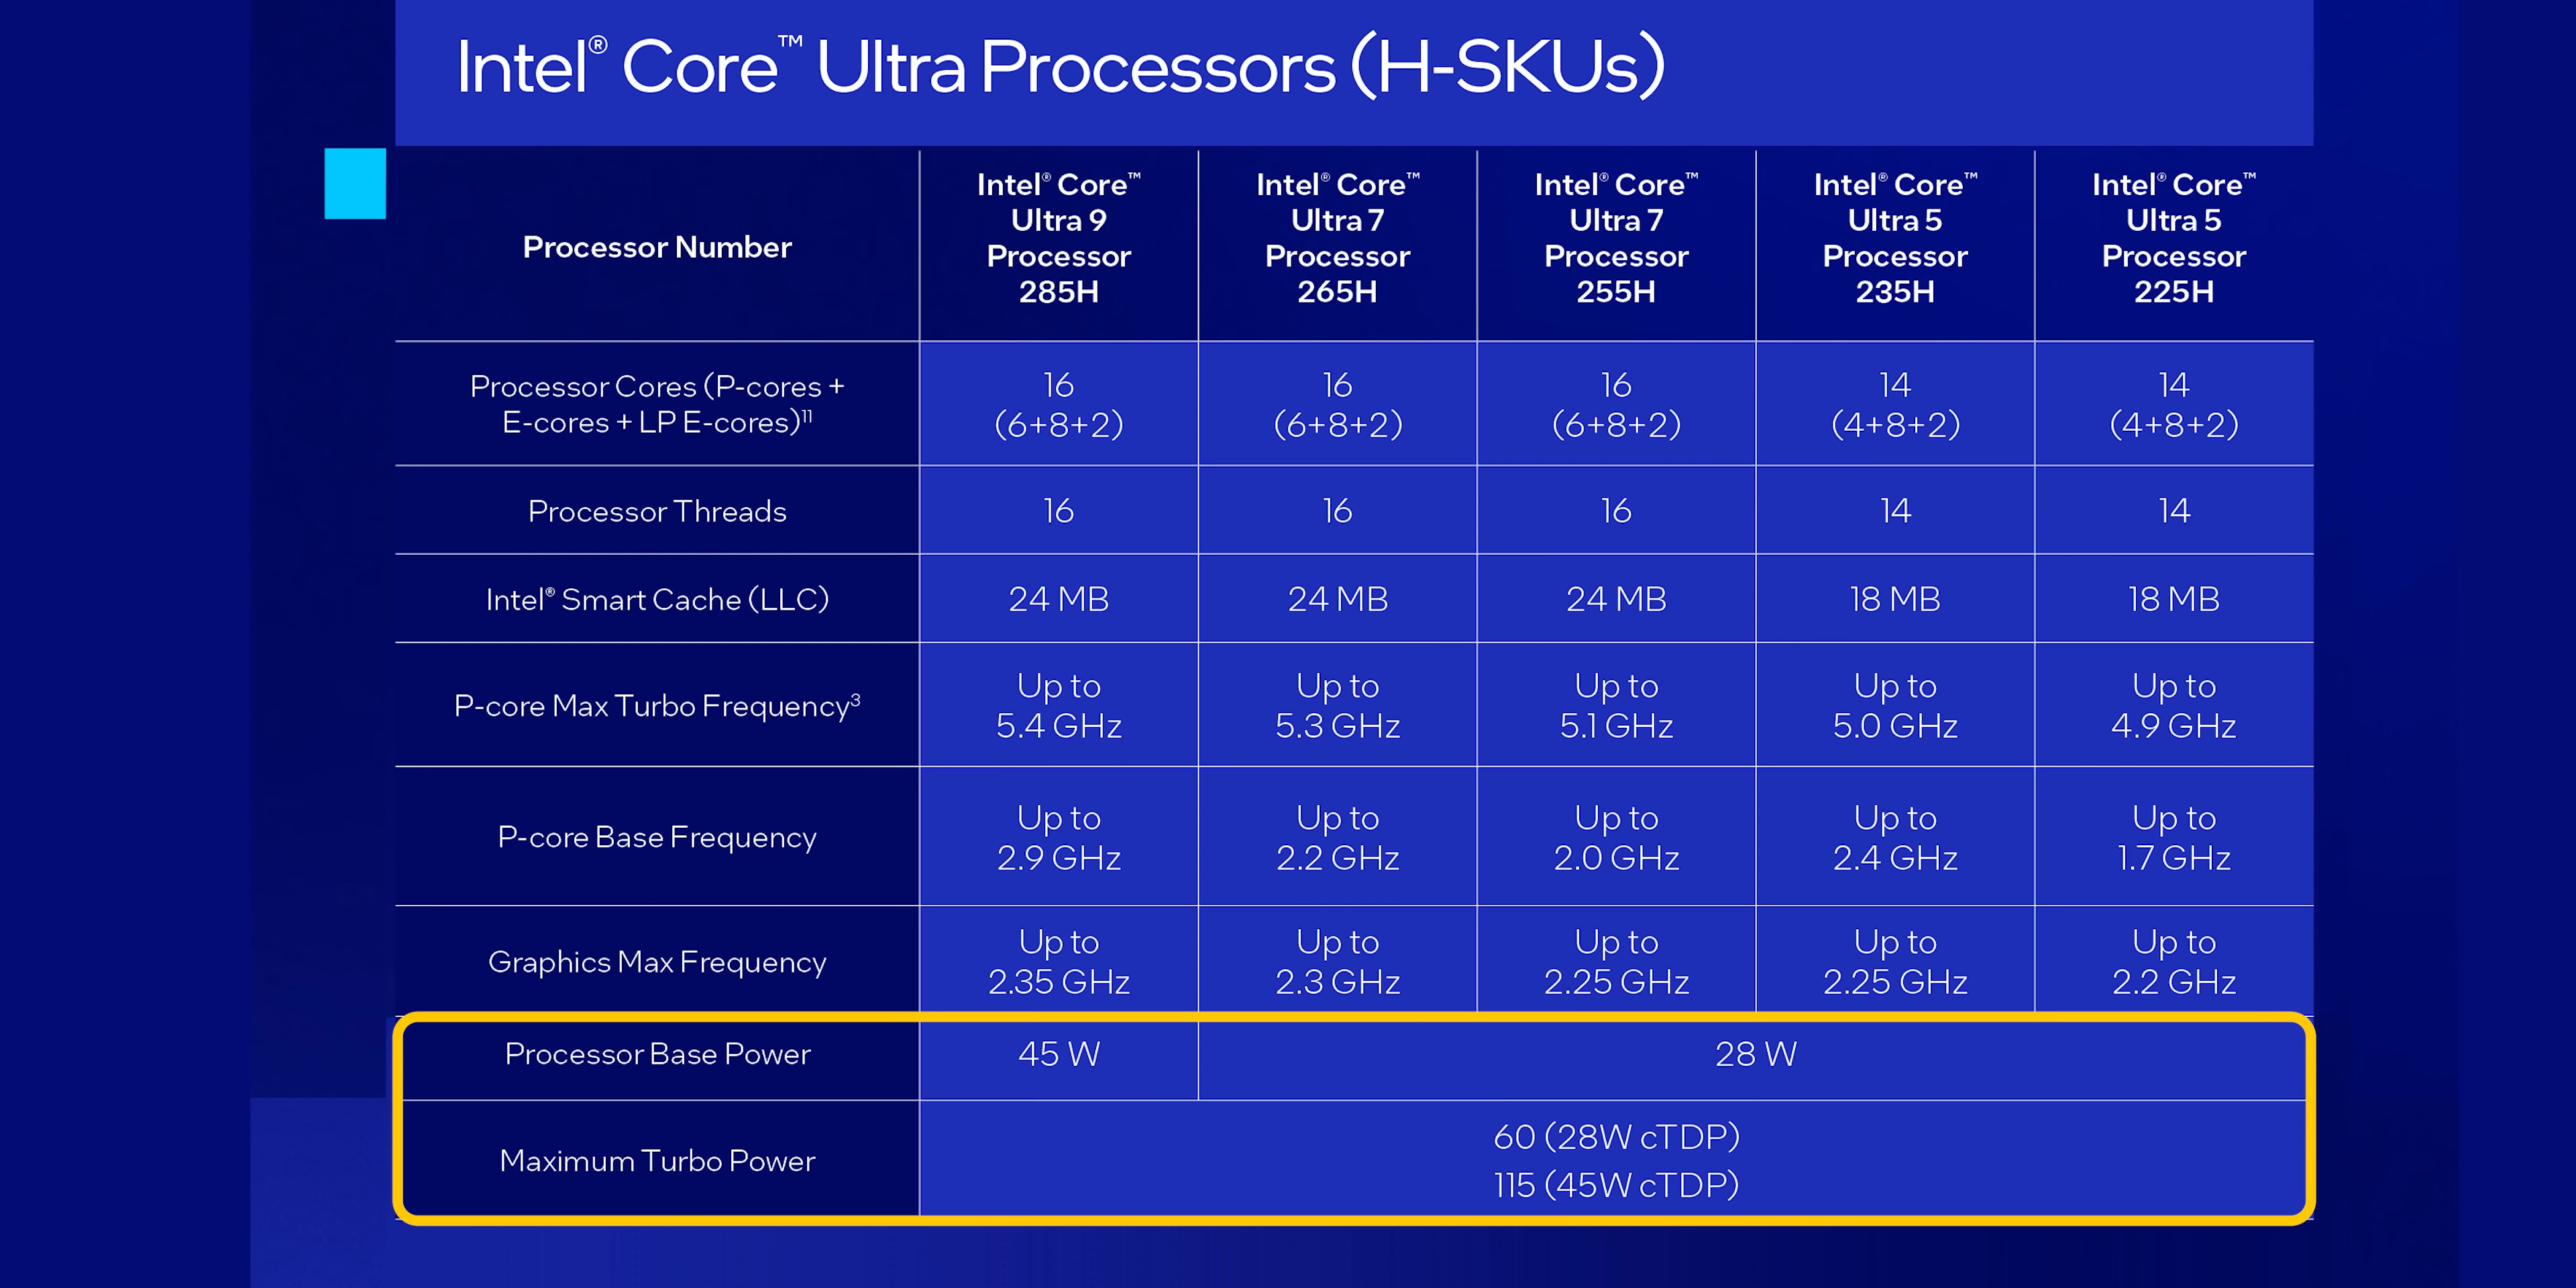 Intel® Core™ Ultra Processors (H-SKUs)
Processor Number
Intel® Core™
Ultra 9
Processor
285H
Intel® Core™
Ultra 7
Processor
265H
Intel® Core™
Ultra 7
Processor
255H
Intel® Core™
Ultra 5
Processor
235H
Intel® Core™
Ultra 5
Processor
225H
Processor Cores (P-cores +
E-cores + LP E-cores)¹¹
16
(6+8+2)
16
(6+8+2)
16
(6+8+2)
14
(4+8+2)
14
(4+8+2)
Processor Threads
16
16
16
14
14
Intel® Smart Cache (LLC)
24 MB
24 MB
24 MB
18 MB
18 MB
P-core Max Turbo Frequency³
Up to
5.4 GHz
Up to
5.3 GHz
Up to
5.1 GHz
Up to
5.0 GHz
Up to
4.9 GHz
P-core Base Frequency
Up to
2.9 GHz
Up to
2.2 GHz
Up to
2.0 GHz
Up to
2.4 GHz
Up to
1.7 GHz
Graphics Max Frequency
Up to
2.35 GHz
Up to
2.3 GHz
Up to
2.25 GHz
Up to
2.25 GHz
Up to
2.2 GHz
Processor Base Power
45 W
28 W
Maximum Turbo Power
60 (28W cTDP)
115 (45W cTDP)